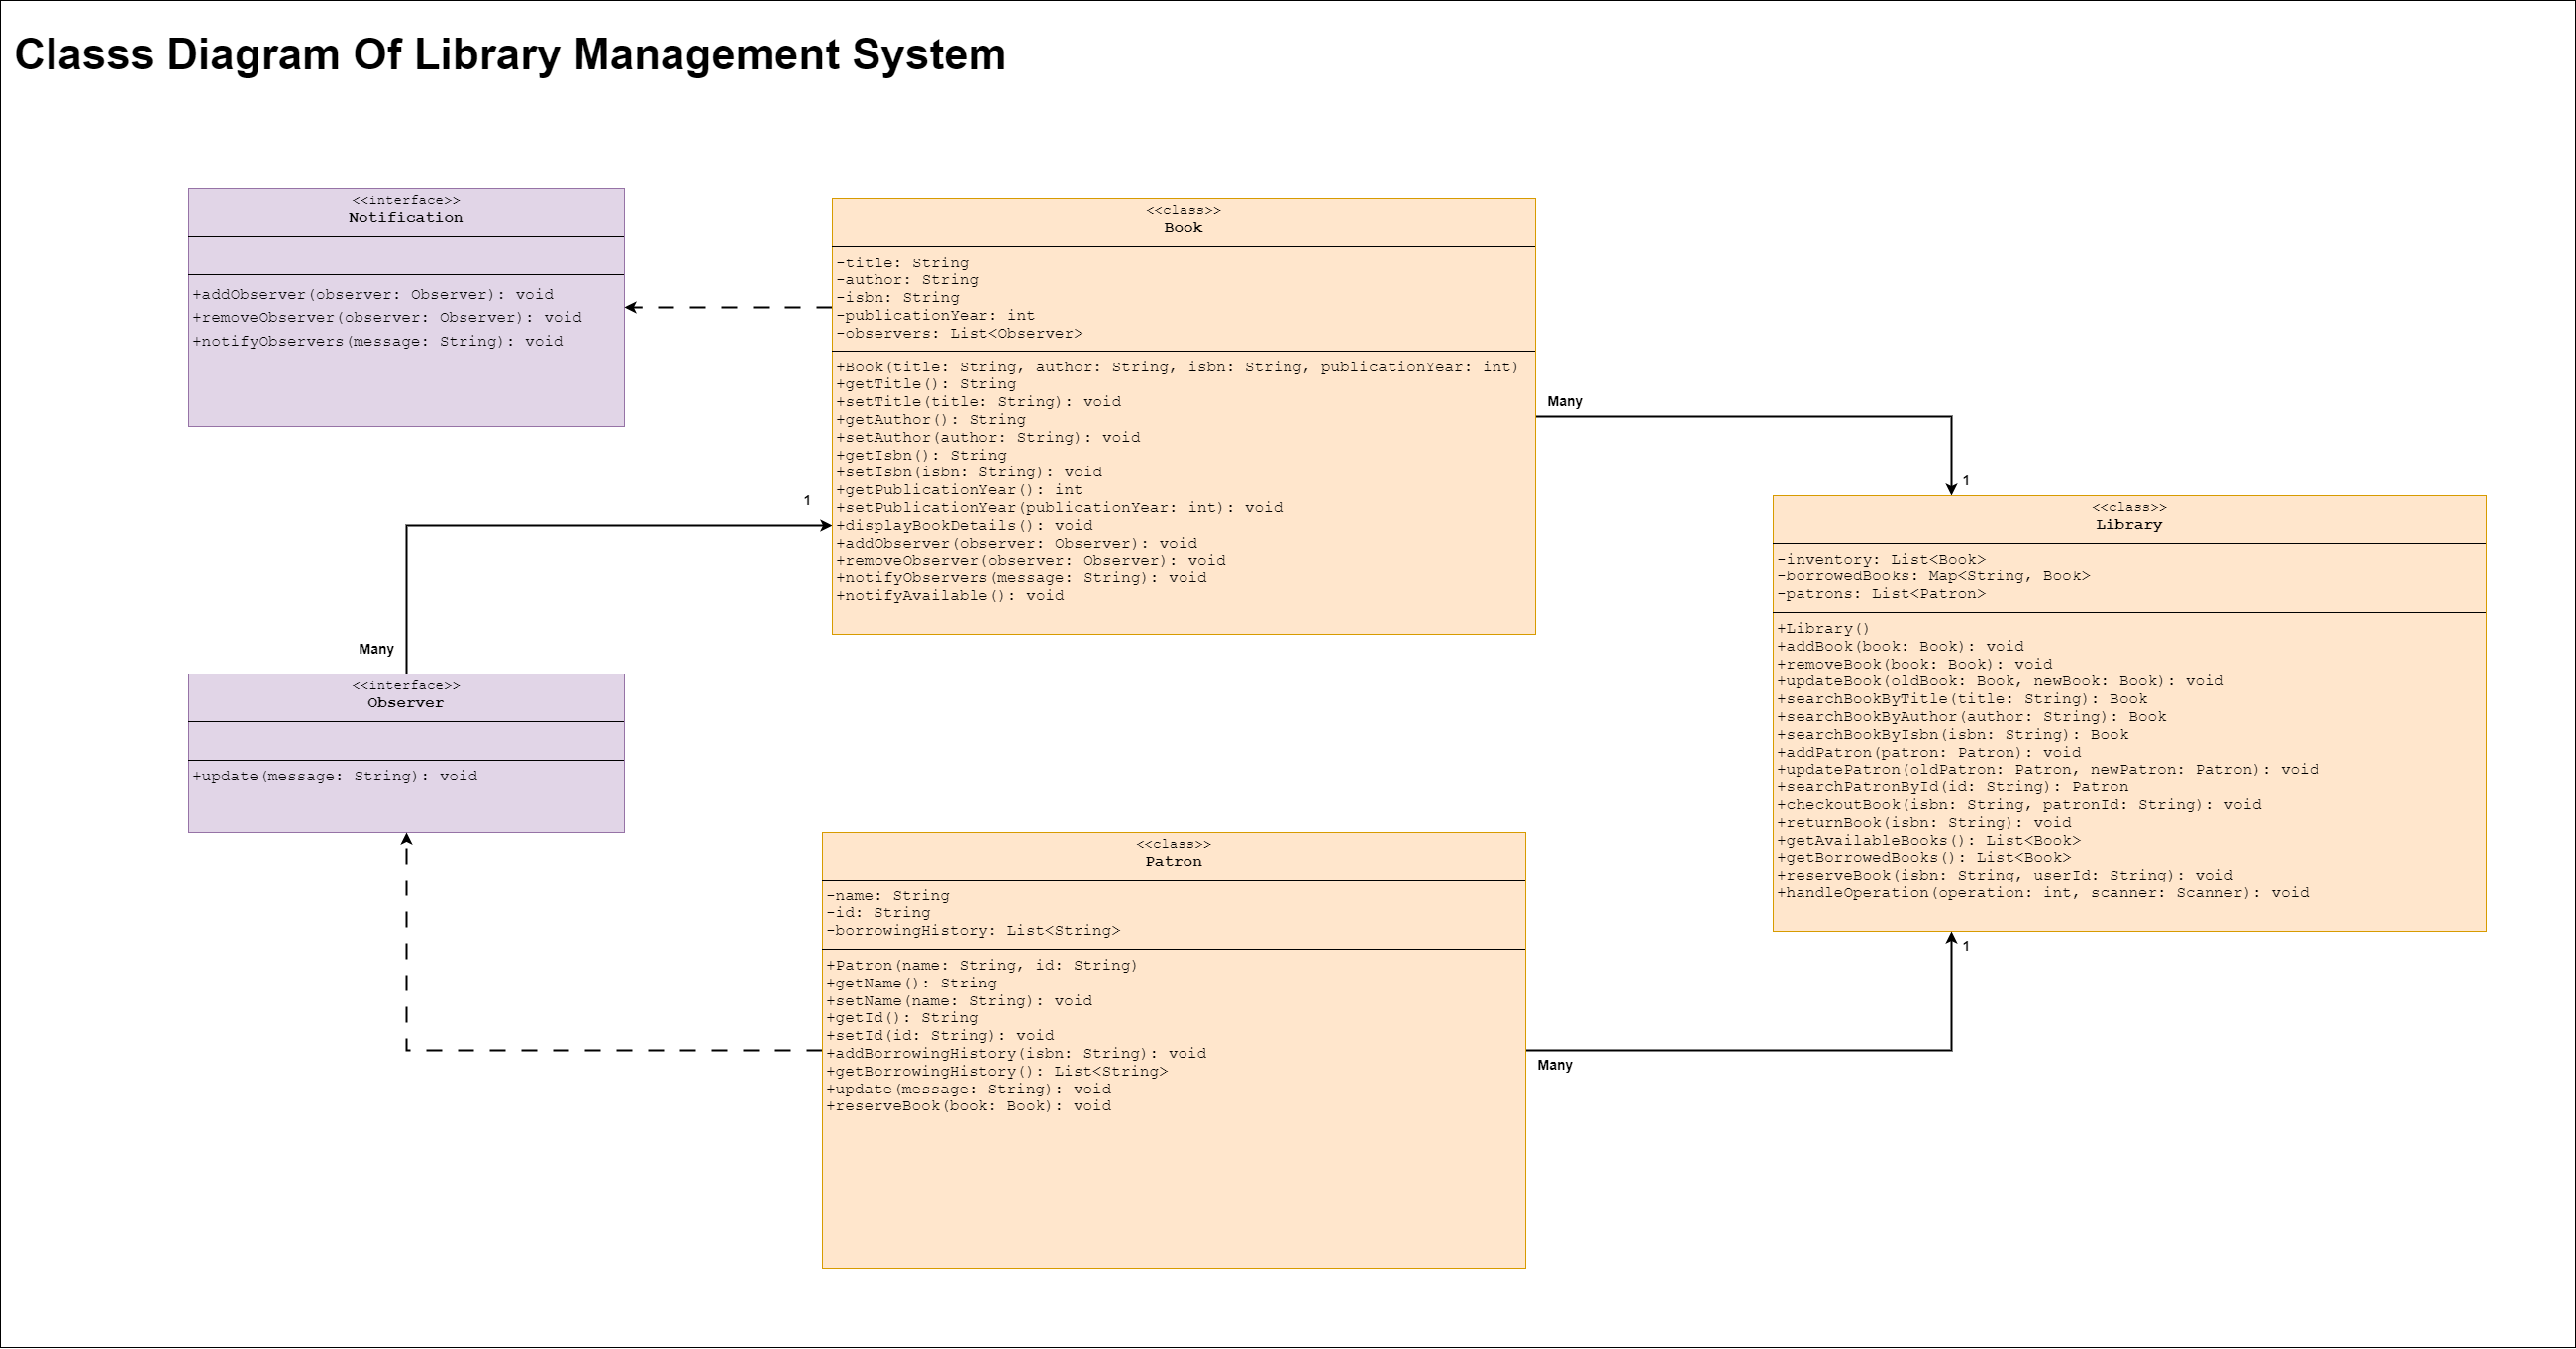 Classs Diagram Of Library Management System
<<interface>>
Notification
+addObserver(observer: Observer): void
+removeObserver(observer: Observer): void
+notifyObservers(message: String): void
<<class>>
Book
-title: String
-author: String
-isbn: String
-publicationYear: int
-observers: List<Observer>
+Book(title: String, author: String, isbn: String, publicationYear: int)
+getTitle(): String
+setTitle(title: String): void
+getAuthor(): String
+setAuthor(author: String): void
+getIsbn(): String
+setIsbn(isbn: String): void
+getPublicationYear(): int
+setPublicationYear(publicationYear: int): void
+displayBookDetails(): void
+addObserver(observer: Observer): void
+removeObserver(observer: Observer): void
+notifyObservers(message: String): void
+notifyAvailable(): void
Many
1
1
Many
<<interface>>
Observer
+update(message: String): void
<<class>>
Library
-inventory: List<Book>
-borrowedBooks: Map<String, Book>
-patrons: List<Patron>
+Library()
+addBook(book: Book): void
+removeBook(book: Book): void
+updateBook(oldBook: Book, newBook: Book): void
+searchBookByTitle(title: String): Book
+searchBookByAuthor(author: String): Book
+searchBookByIsbn(isbn: String): Book
+addPatron(patron: Patron): void
+updatePatron(oldPatron: Patron, newPatron: Patron): void
+searchPatronById(id: String): Patron
+checkoutBook(isbn: String, patronId: String): void
+returnBook(isbn: String): void
+getAvailableBooks(): List<Book>
+getBorrowedBooks(): List<Book>
+reserveBook(isbn: String, userId: String): void
+handleOperation(operation: int, scanner: Scanner): void
<<class>>
Patron
-name: String
-id: String
-borrowingHistory: List<String>
+Patron(name: String, id: String)
+getName(): String
+setName(name: String): void
+getId(): String
+setId(id: String): void
+addBorrowingHistory(isbn: String): void
+getBorrowingHistory(): List<String>
+update(message: String): void
+reserveBook(book: Book): void
1
Many